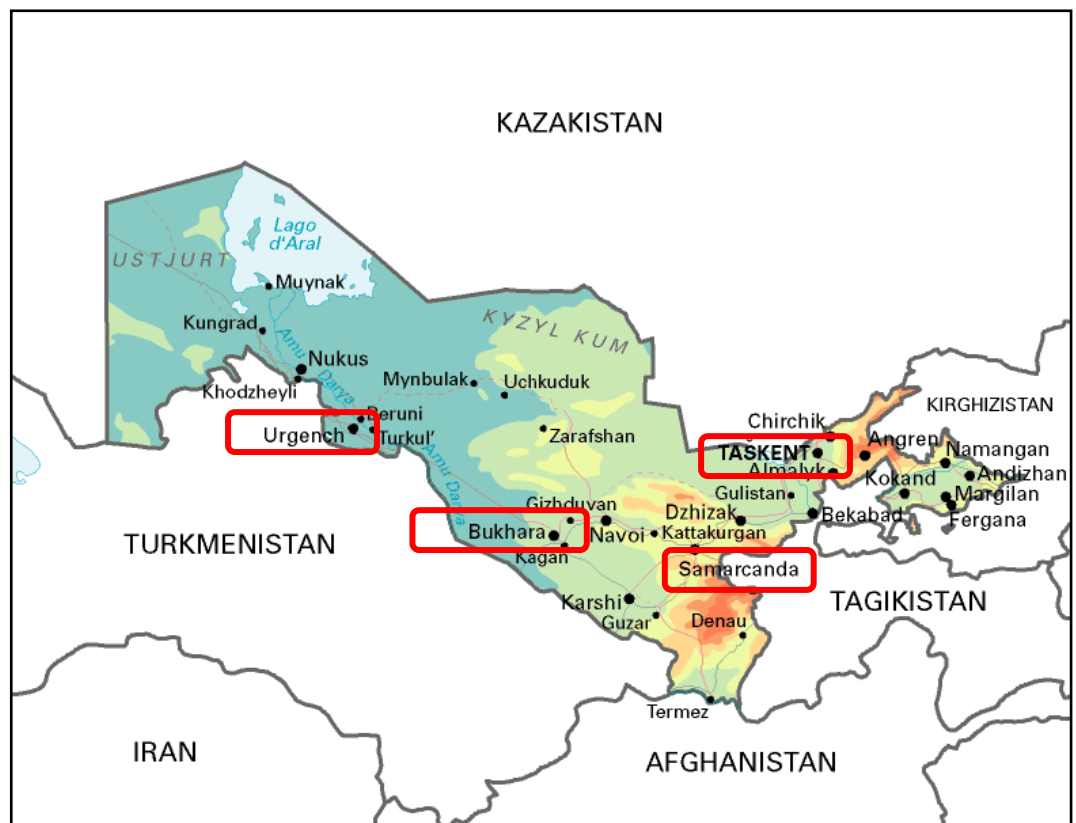 KAZAKISTAN
Lago
d'Aral
USTJURT
Muynak
KYZYL KUM
Kungrad
Amu Darya
Nukus
Khodzheyli
Mynbulak
Uchkuduk
KIRGHIZISTAN
Beruni
Urgench
Turkul'
Zarafshan
Chirchik
TASKENT
Angren
Namangan
Almalyk
Kokand
Andizhan
Amu Darya
Gulistan
Margilan
Gizhduvan
Dzhizak
Bekabad
Fergana
Bukhara
Navoi
Kattakurgan
TURKMENISTAN
Kagan
Samarcanda
Karshi
TAGIKISTAN
Guzar
Denau
Termez
IRAN
AFGHANISTAN